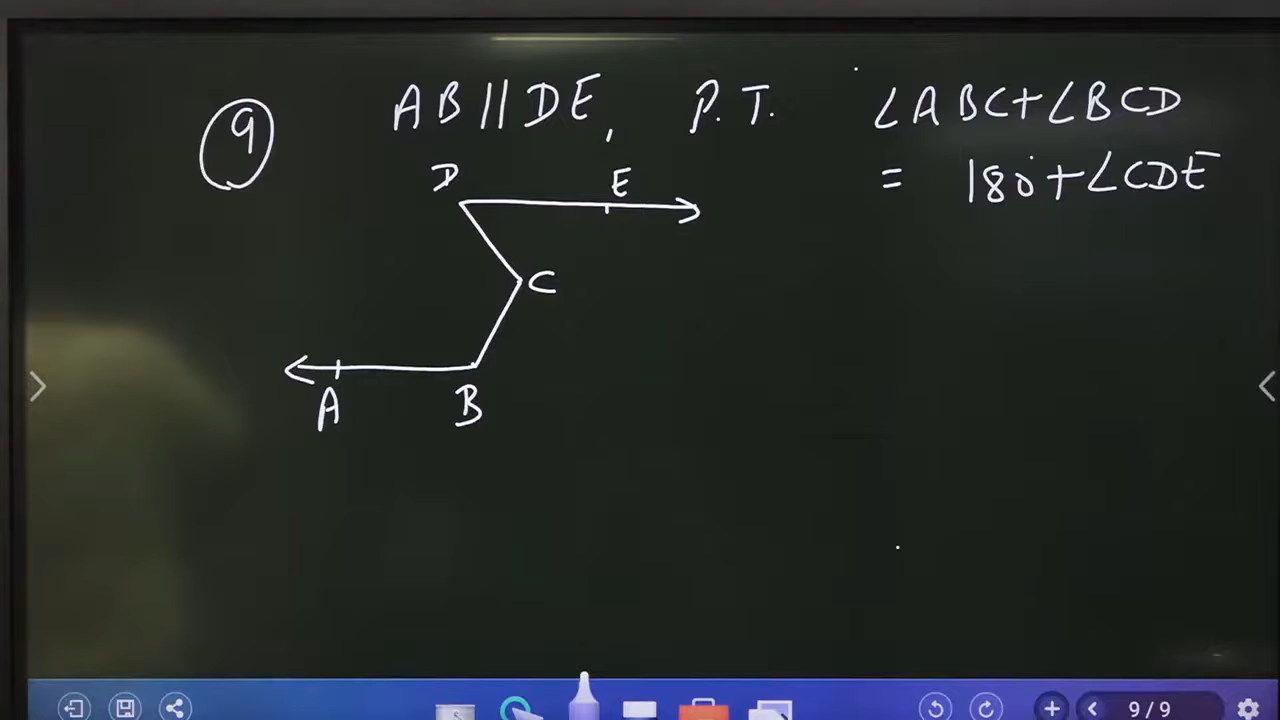 9 AB||DE, P.T. ∠ABC+∠BCD
= 180°+∠CDE
D E
C
A B
9/9